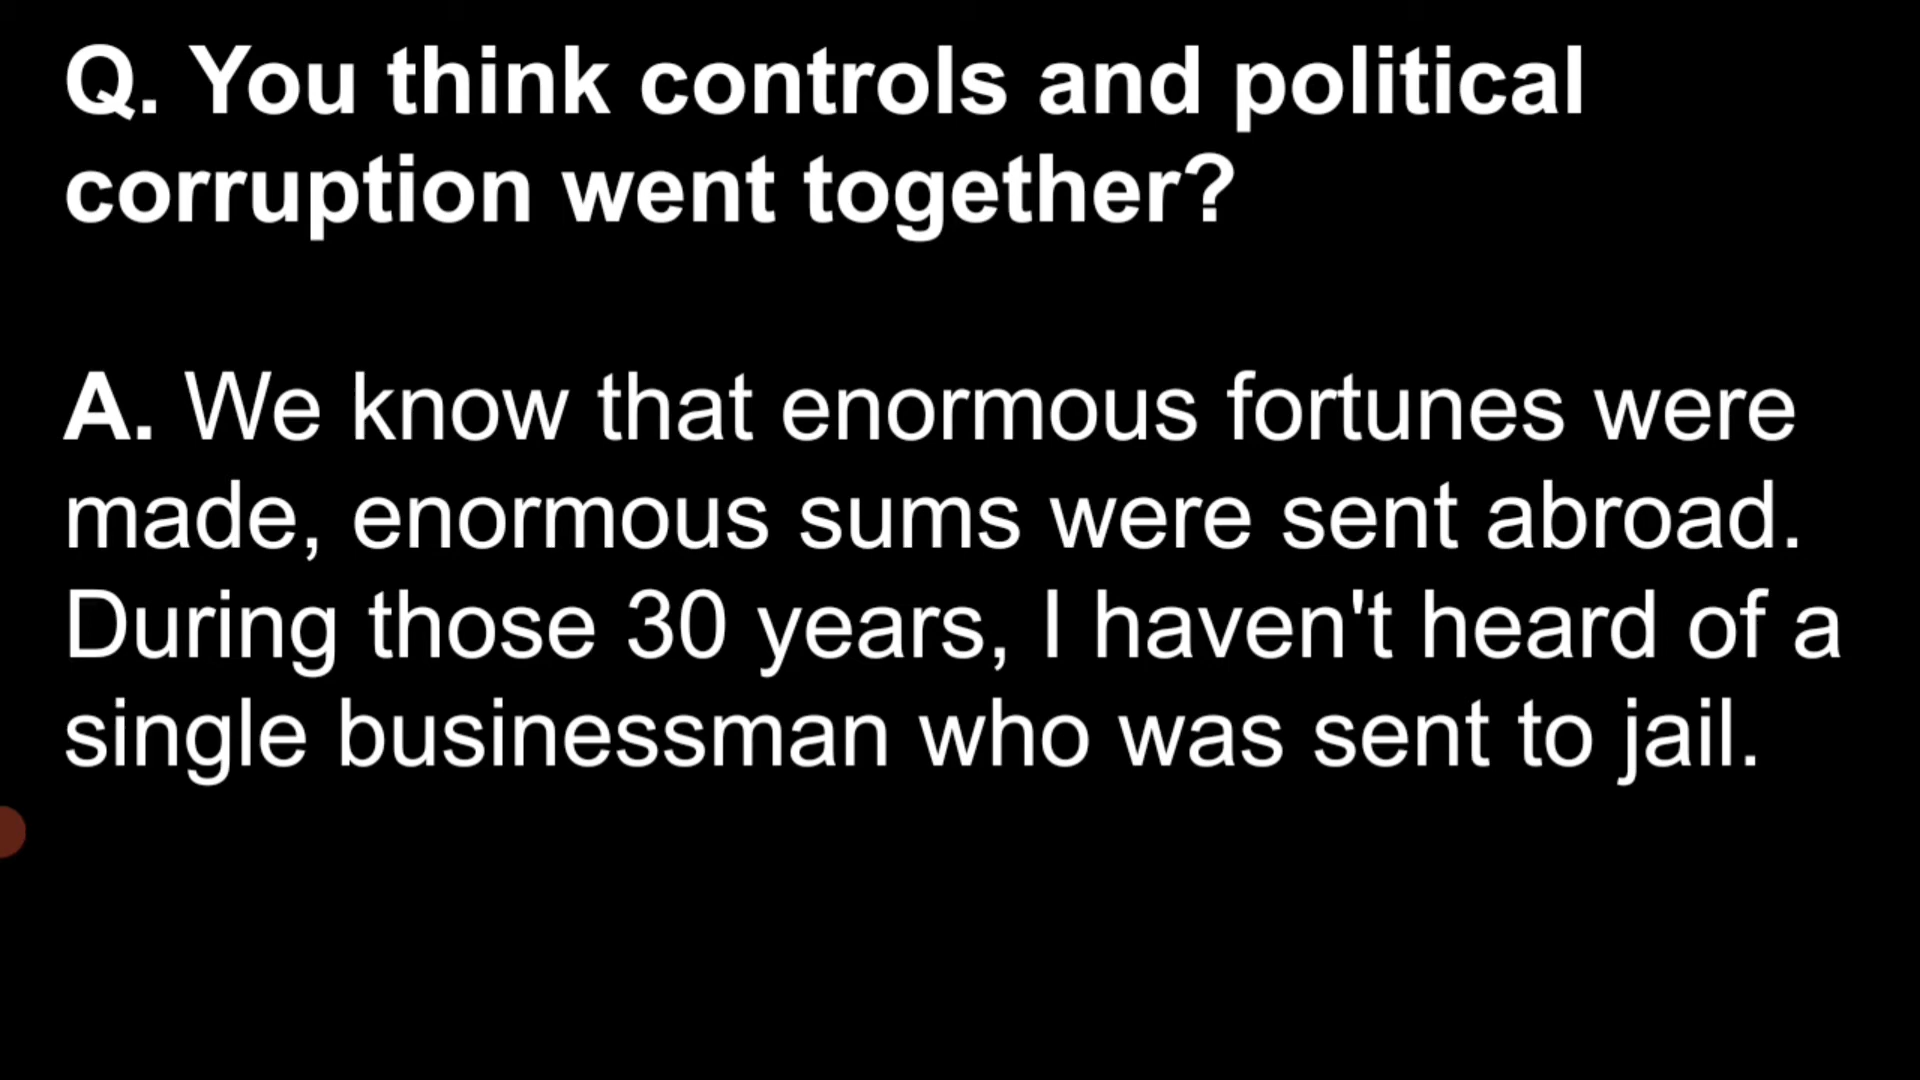 Q. You think controls and political
corruption went together?
A. We know that enormous fortunes were
made, enormous sums were sent abroad.
During those 30 years, I haven't heard of a
single businessman who was sent to jail.